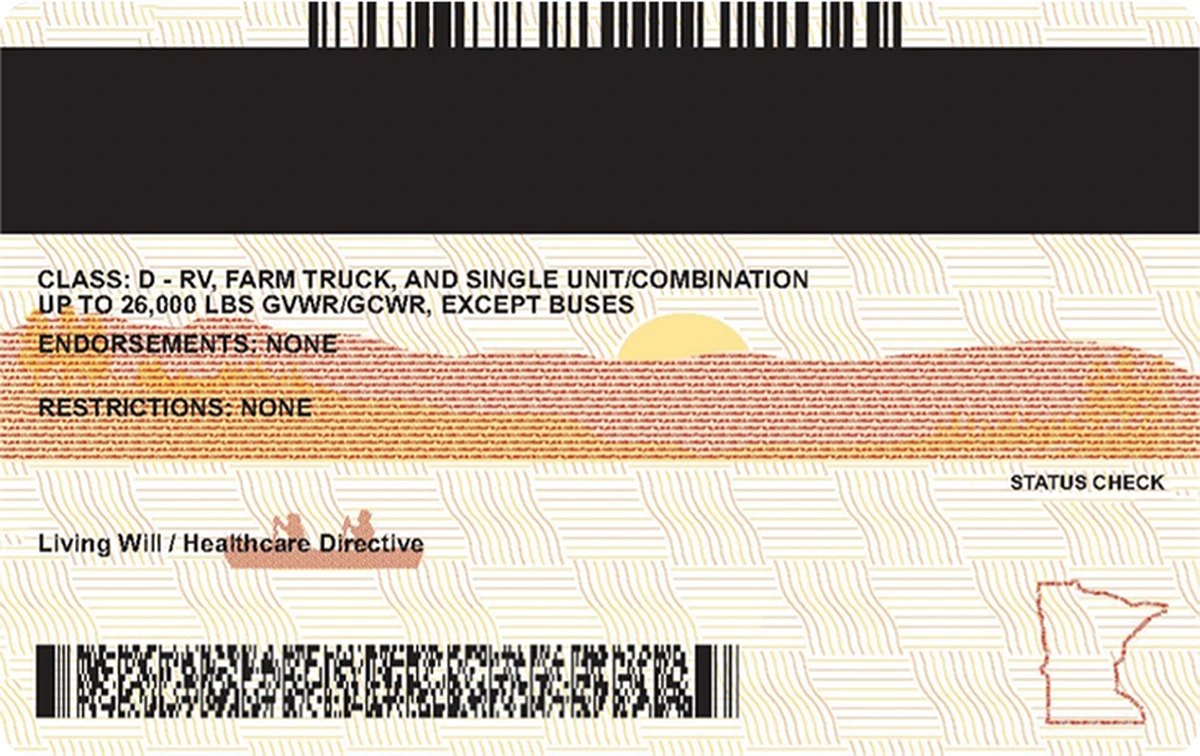 CLASS: D - RV, FARM TRUCK, AND SINGLE UNIT/COMBINATION
UP TO 26,000 LBS GVWR/GCWR, EXCEPT BUSES
ENDORSEMENTS: NONE
RESTRICTIONS: NONE
STATUS CHECK
Living Will / Healthcare Directive